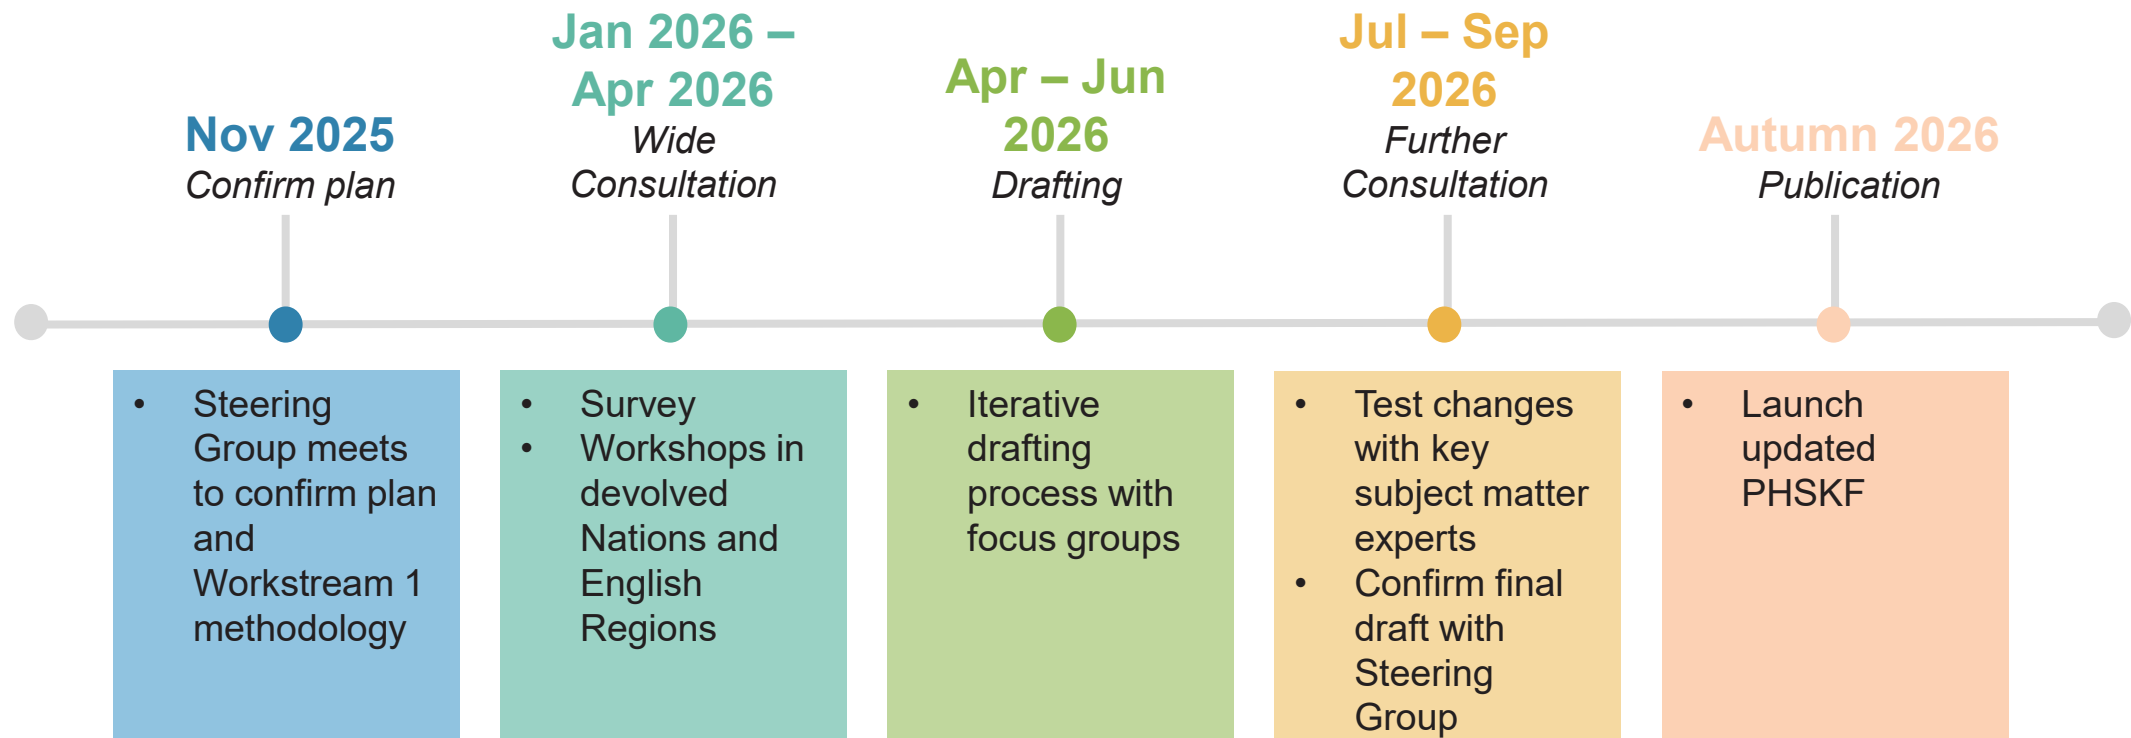 Nov 2025
Confirm plan
• Steering
Group meets
to confirm plan
and
Workstream 1
methodology
Jan 2026 –
Apr 2026
Wide
Consultation
• Survey
• Workshops in
devolved
Nations and
English
Regions
Apr – Jun
2026
Drafting
• Iterative
drafting
process with
focus groups
Jul – Sep
2026
Further
Consultation
• Test changes
with key
subject matter
experts
• Confirm final
draft with
Steering
Group
Autumn 2026
Publication
• Launch
updated
PHSKF